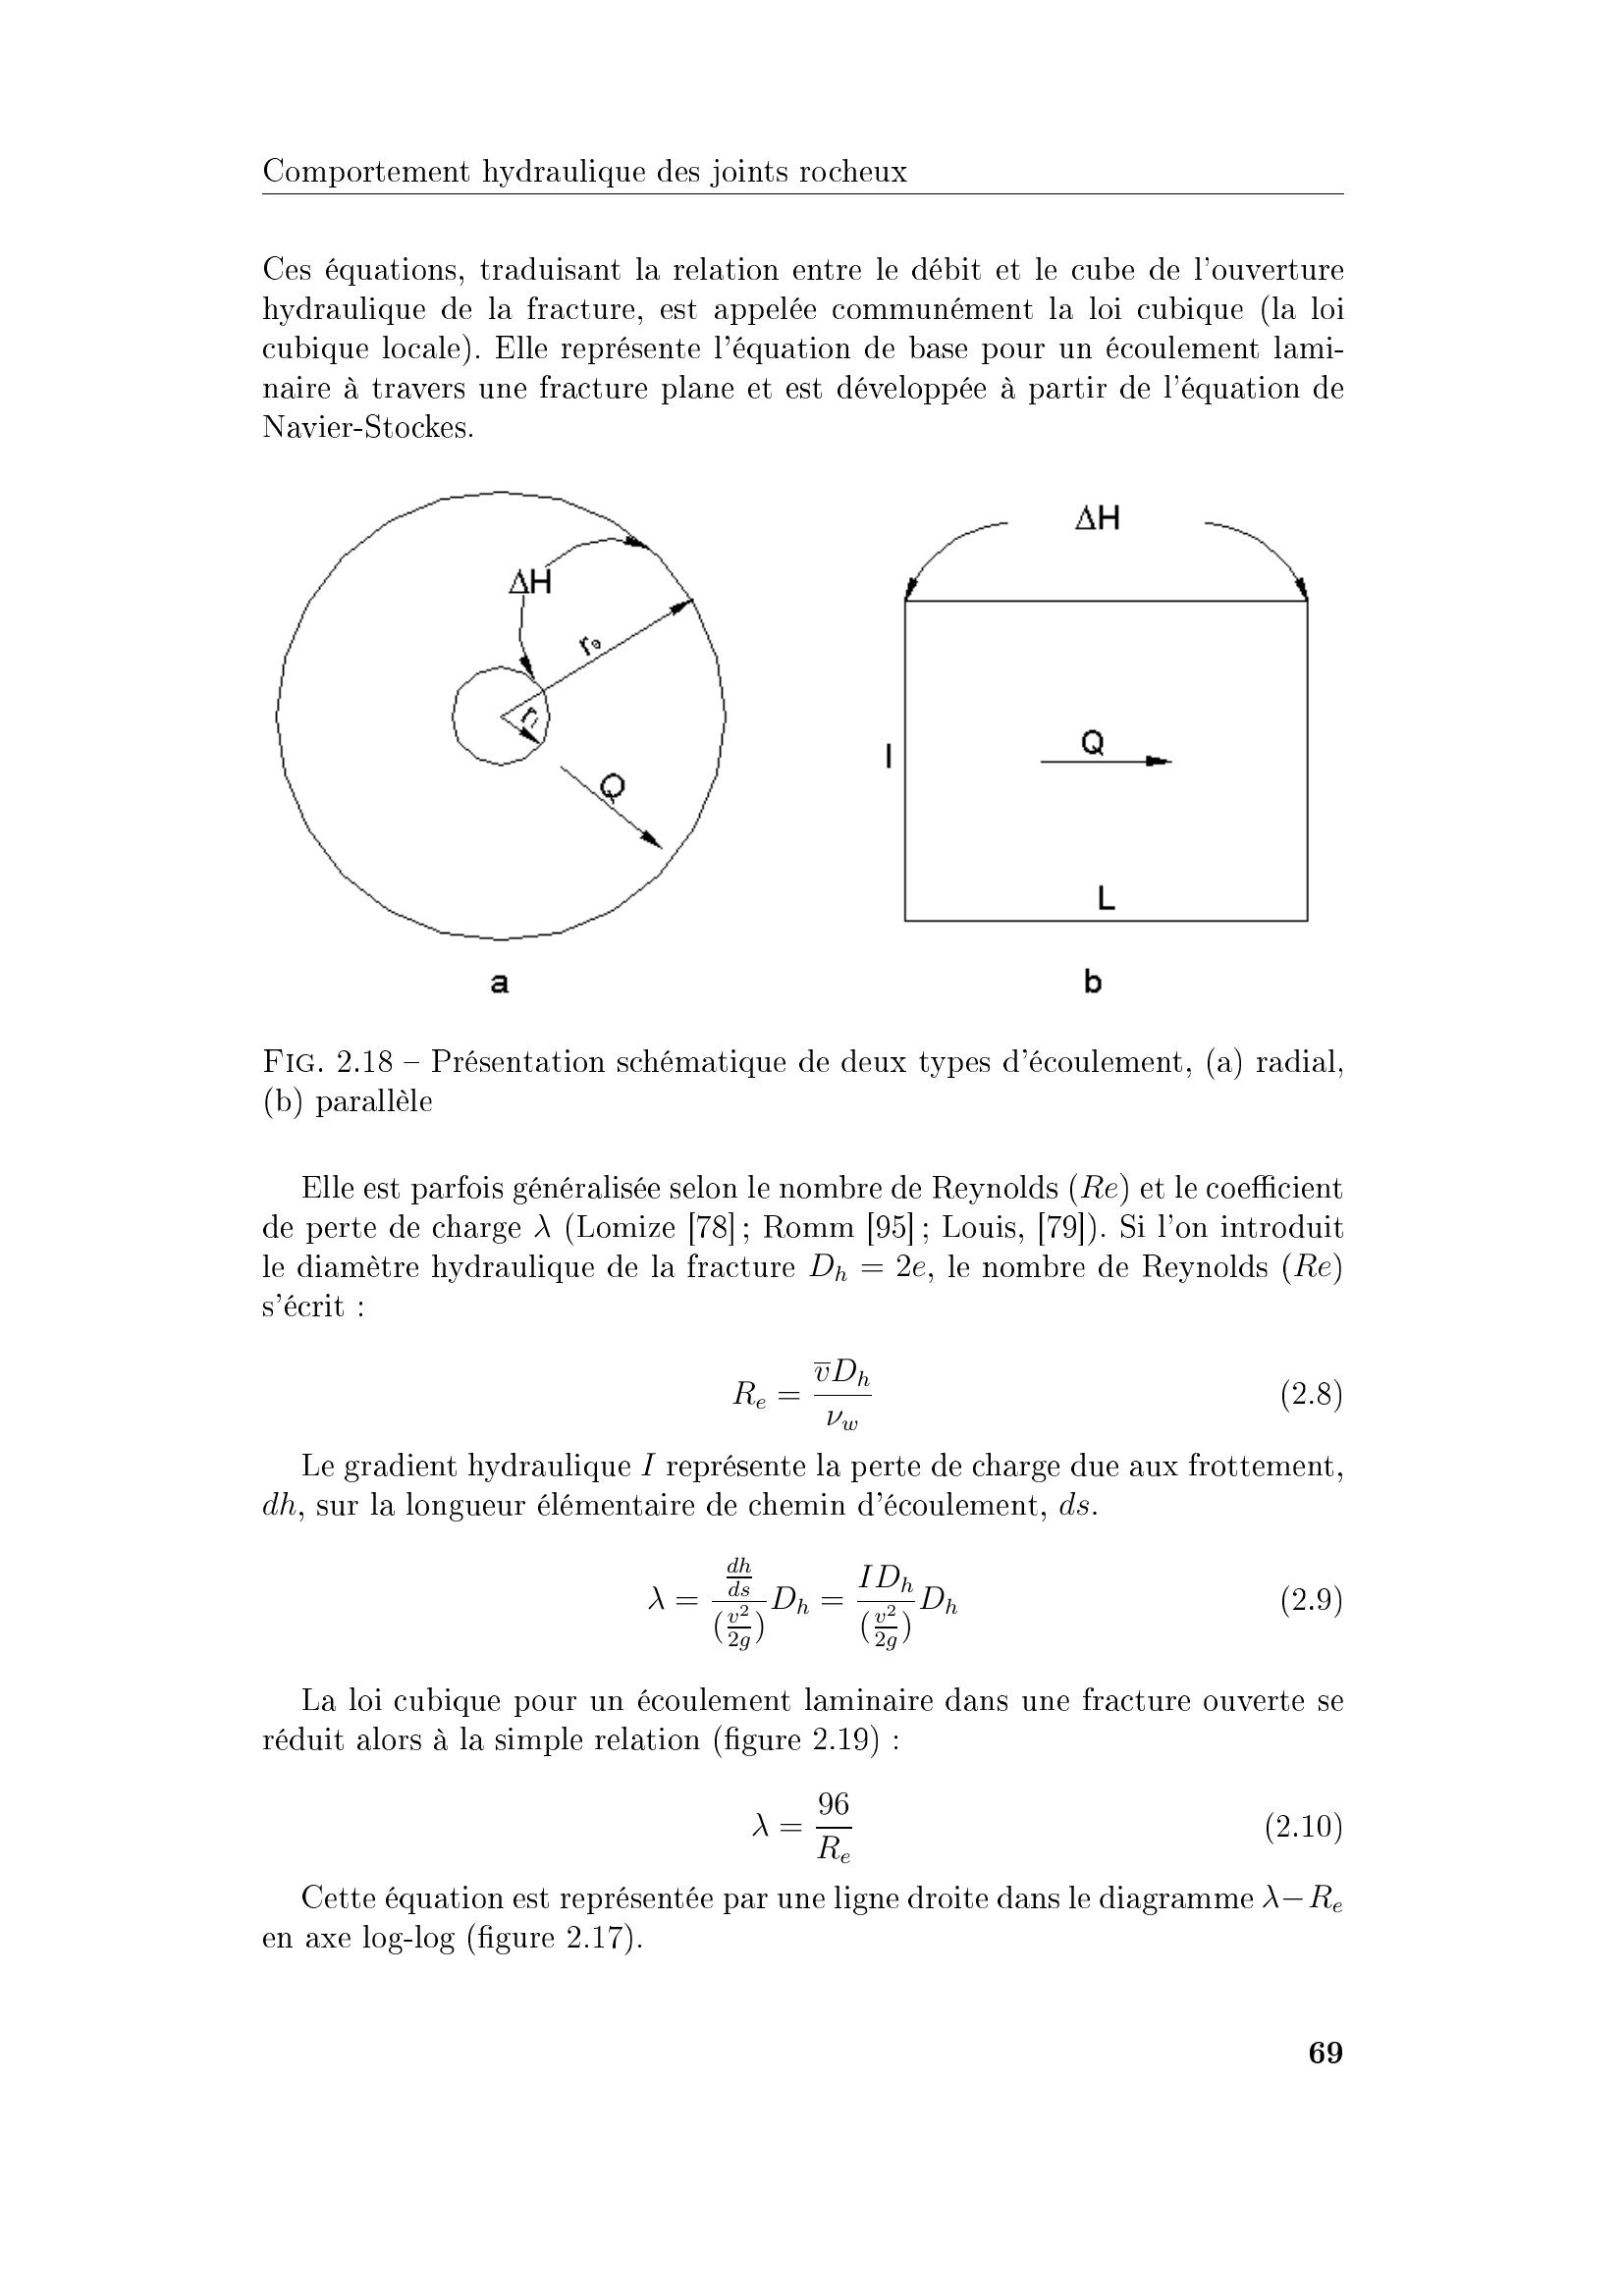 Comportement hydraulique des joints rocheux
Ces équations, traduisant la relation entre le débit et le cube de l'ouverture
hydraulique de la fracture, est appelée communément la loi cubique (la loi
cubique locale). Elle représente l'équation de base pour un écoulement lami-
naire à travers une fracture plane et est développée à partir de l'équation de
Navier-Stockes.
ΔH
r_e
r_i
Q
a
ΔH
l
Q
L
b
FIG. 2.18 – Présentation schématique de deux types d'écoulement, (a) radial,
(b) parallèle
Elle est parfois généralisée selon le nombre de Reynolds (Re) et le coefficient
de perte de charge λ (Lomize [78] ; Romm [95] ; Louis, [79]). Si l'on introduit
le diamètre hydraulique de la fracture D_h = 2e, le nombre de Reynolds (Re)
s'écrit :
R_e = \frac{\overline{v}D_h}{ν_w} (2.8)
Le gradient hydraulique I représente la perte de charge due aux frottement,
dh, sur la longueur élémentaire de chemin d'écoulement, ds.
λ = \frac{\frac{dh}{ds}}{(\frac{v^2}{2g})} D_h = \frac{ID_h}{(\frac{v^2}{2g})} D_h (2.9)
La loi cubique pour un écoulement laminaire dans une fracture ouverte se
réduit alors à la simple relation (figure 2.19) :
λ = \frac{96}{R_e} (2.10)
Cette équation est représentée par une ligne droite dans le diagramme λ−R_e
en axe log-log (figure 2.17).
69